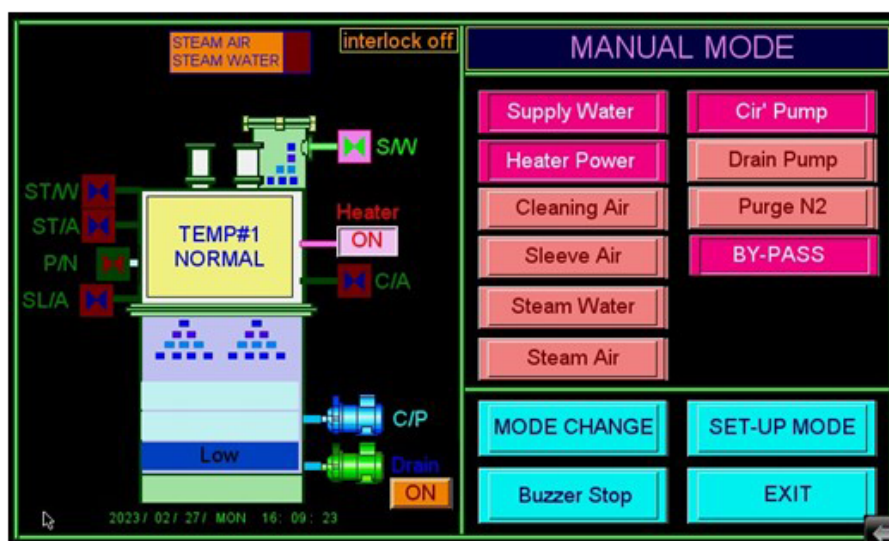 STEAM AIR
STEAM WATER
interlock off
MANUAL MODE
Supply Water
Cir' Pump
Heater Power
Drain Pump
Cleaning Air
Purge N2
Sleeve Air
BY-PASS
Steam Water
Steam Air
S/W
ST/W
ST/A
P/N
SL/A
TEMP#1
NORMAL
Heater
ON
C/A
C/P
Low
Drain
ON
MODE CHANGE
SET-UP MODE
Buzzer Stop
EXIT
2023/ 02/ 27/ MON 16: 09: 23